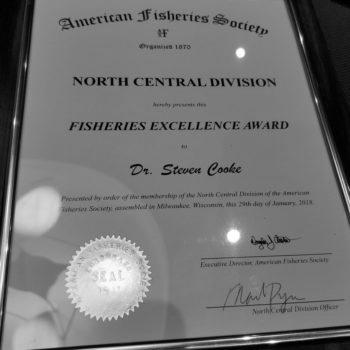 American Fisheries Society
Organized 1870
NORTH CENTRAL DIVISION
hereby presents this
FISHERIES EXCELLENCE AWARD
to
Dr. Steven Cooke
Presented by order of the membership of the North Central Division of the American
Fisheries Society, assembled in Milwaukee, Wisconsin, this 29th day of January, 2018.
Executive Director, American Fisheries Society
SEAL
North Central Division Officer